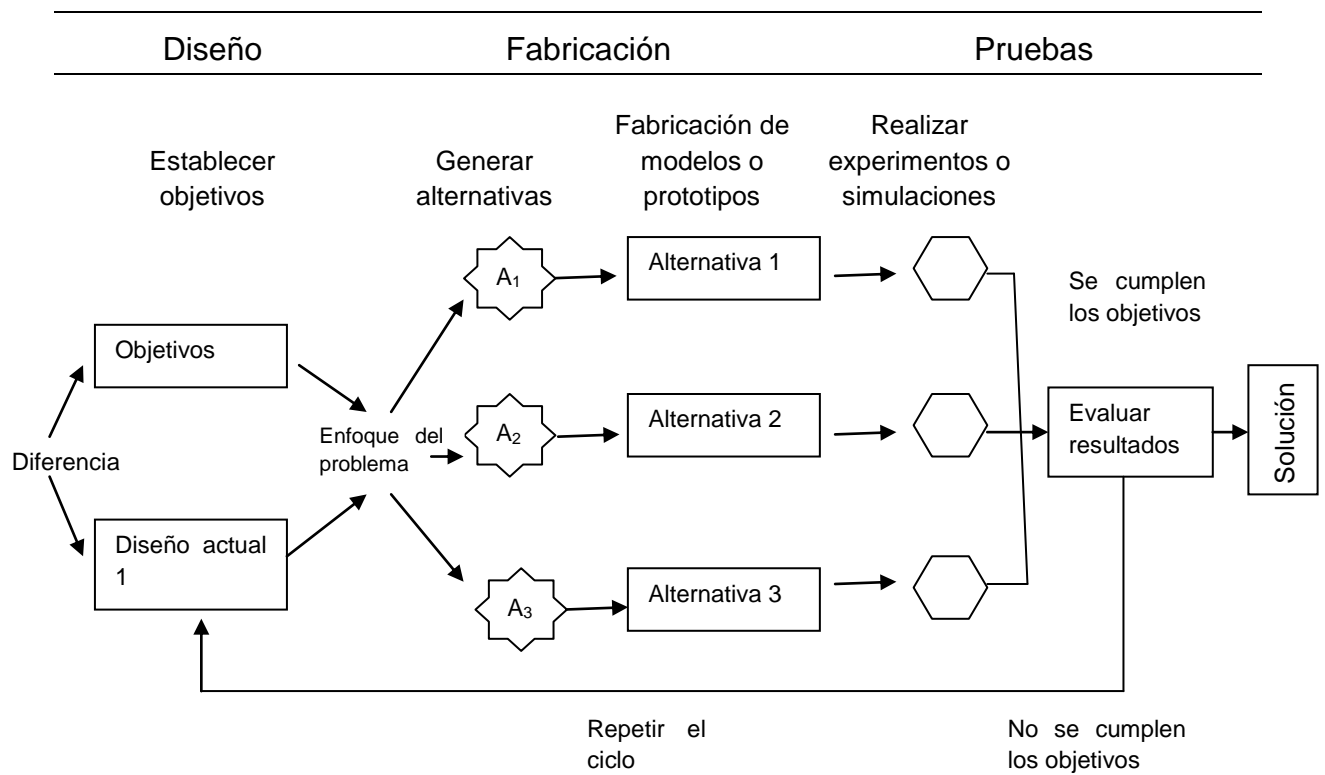 Diseño
Fabricación
Pruebas
Establecer
objetivos
Generar
alternativas
Fabricación de
modelos o
prototipos
Realizar
experimentos o
simulaciones
A1
Alternativa 1
Se cumplen
los objetivos
Objetivos
Diferencia
Enfoque del
problema
A2
Alternativa 2
Evaluar
resultados
Solución
Diseño actual
1
A3
Alternativa 3
Repetir el
ciclo
No se cumplen
los objetivos